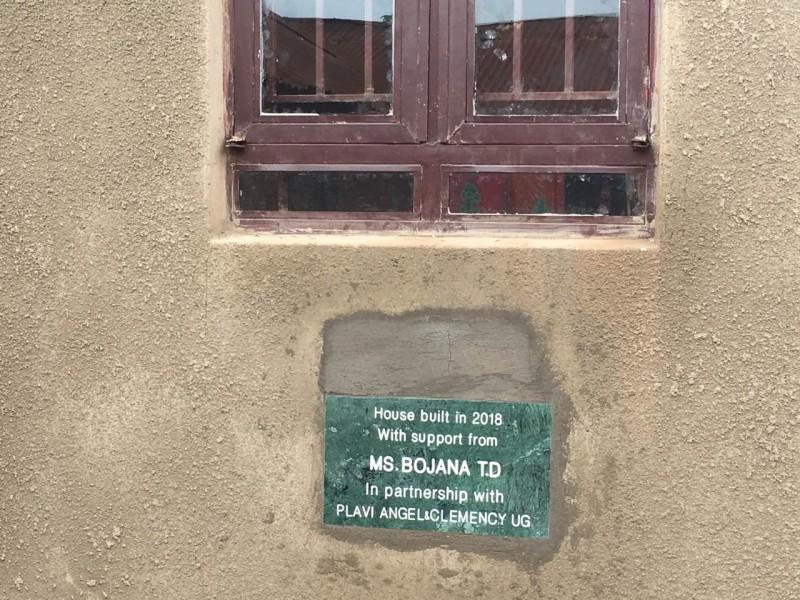 House built in 2018
With support from
MS. BOJANA T.D
In partnership with
PLAVI ANGEL&CLEMENCY UG